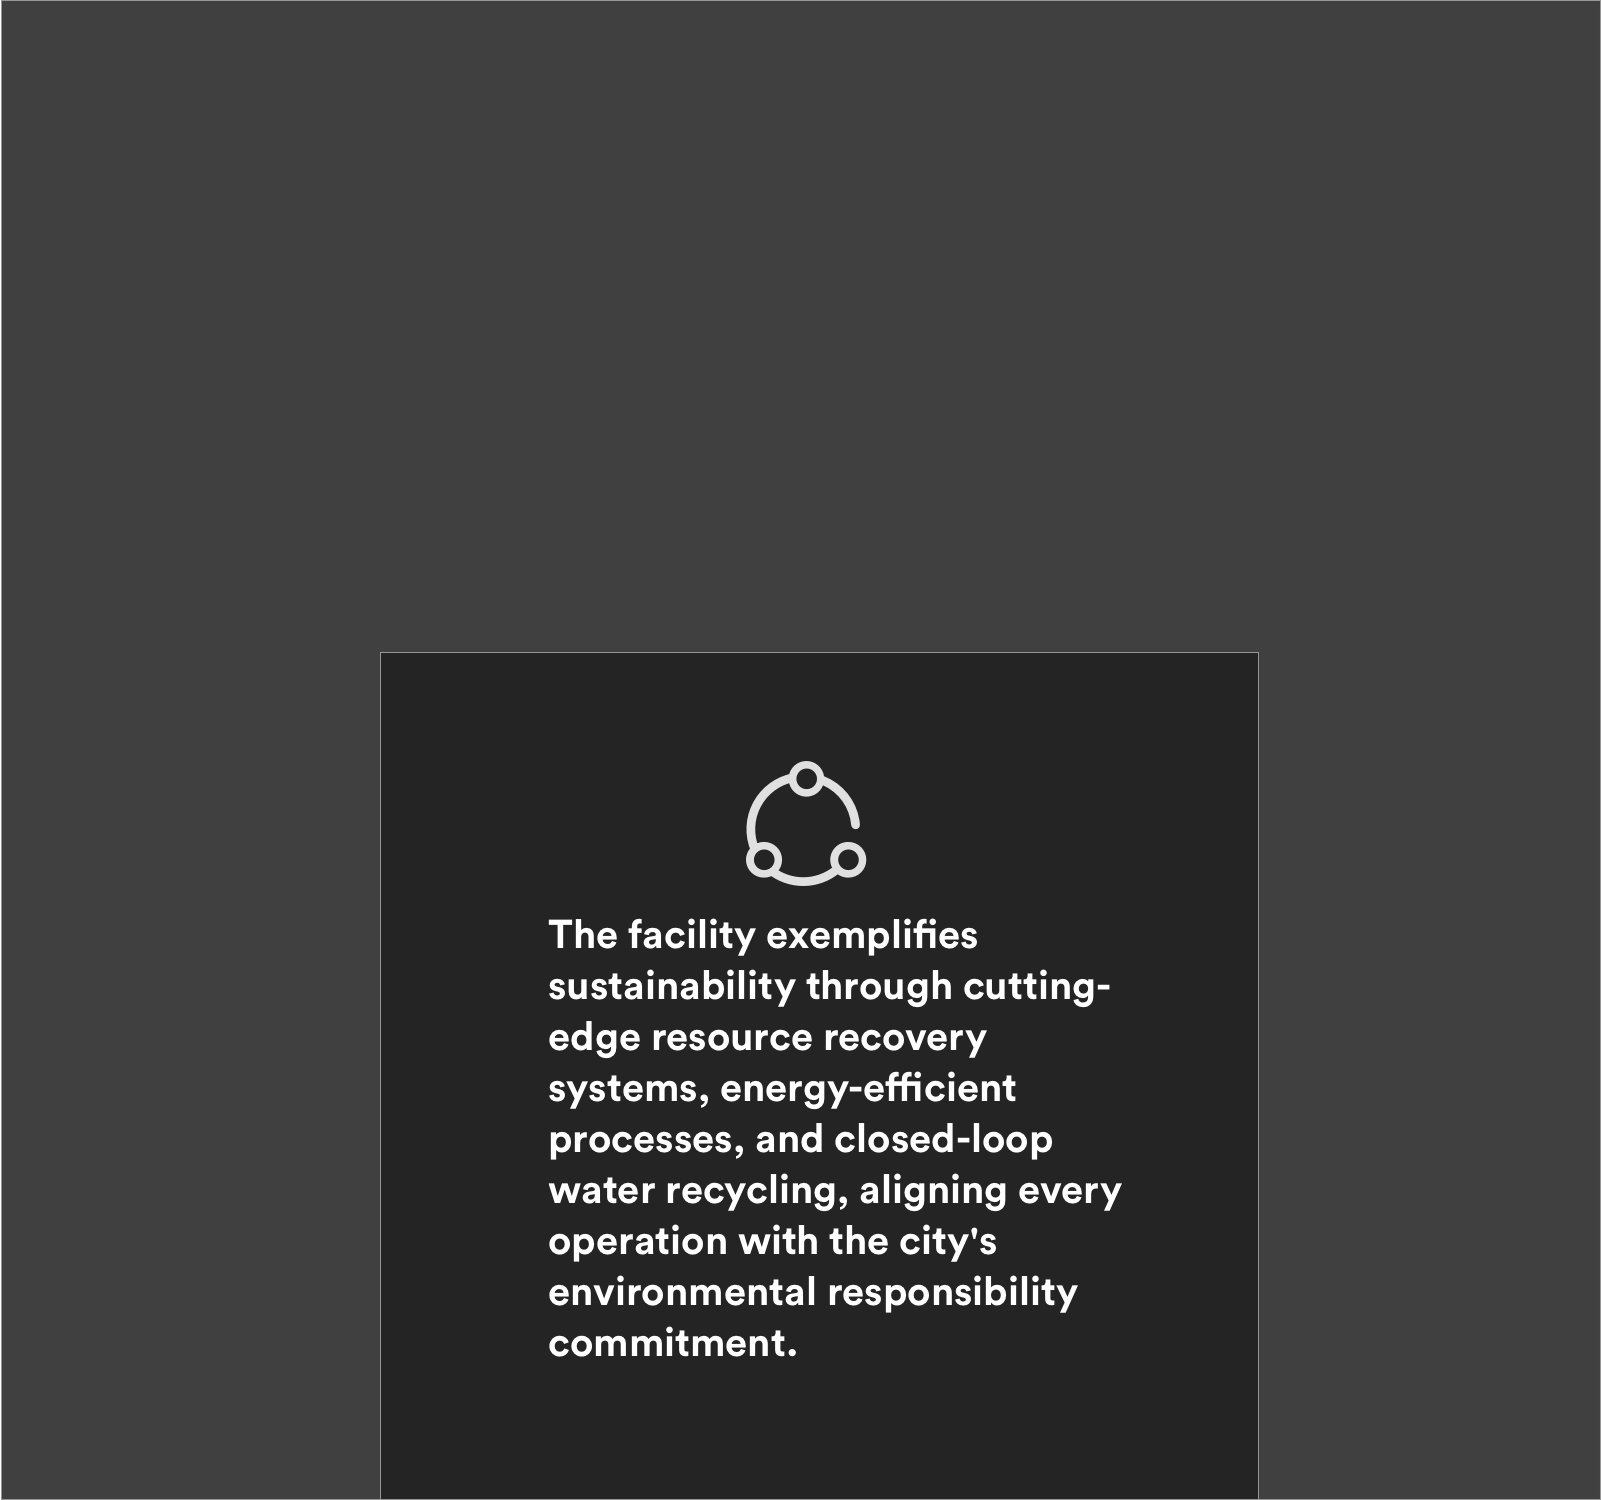 The facility exemplifies
sustainability through cutting-
edge resource recovery
systems, energy-efficient
processes, and closed-loop
water recycling, aligning every
operation with the city's
environmental responsibility
commitment.